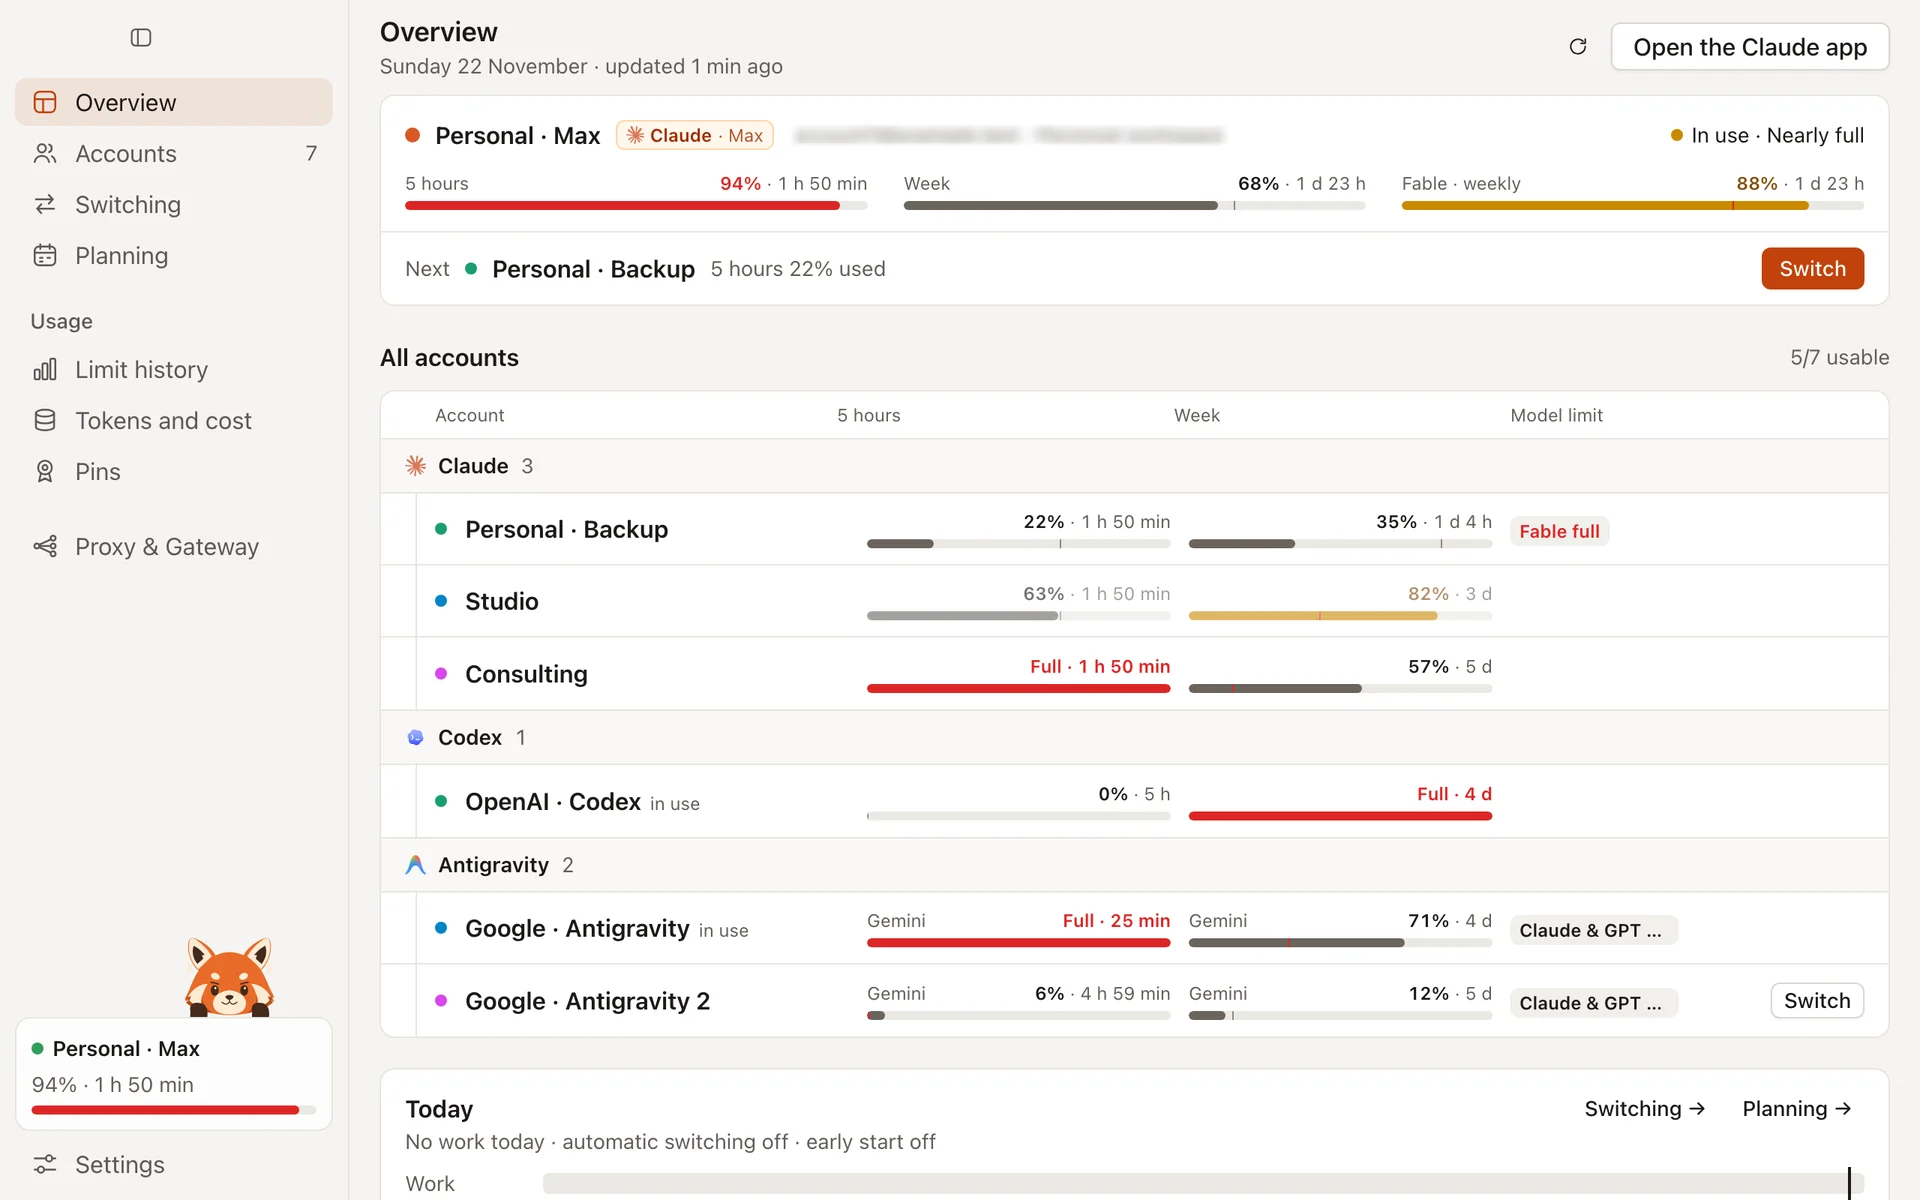 Overview
Accounts 7
Switching
Planning
Usage
Limit history
Tokens and cost
Pins
Proxy & Gateway
Personal · Max
94% · 1 h 50 min
Settings
Overview
Sunday 22 November · updated 1 min ago
Open the Claude app
Personal · Max Claude · Max In use · Nearly full
5 hours 94% · 1 h 50 min Week 68% · 1 d 23 h Fable · weekly 88% · 1 d 23 h
Next Personal · Backup 5 hours 22% used Switch
All accounts 5/7 usable
Account 5 hours Week Model limit
Claude 3
Personal · Backup 22% · 1 h 50 min 35% · 1 d 4 h Fable full
Studio 63% · 1 h 50 min 82% · 3 d
Consulting Full · 1 h 50 min 57% · 5 d
Codex 1
OpenAI · Codex in use 0% · 5 h Full · 4 d
Antigravity 2
Google · Antigravity in use Gemini Full · 25 min Gemini 71% · 4 d Claude & GPT ...
Google · Antigravity 2 Gemini 6% · 4 h 59 min Gemini 12% · 5 d Claude & GPT ... Switch
Today Switching → Planning →
No work today · automatic switching off · early start off
Work